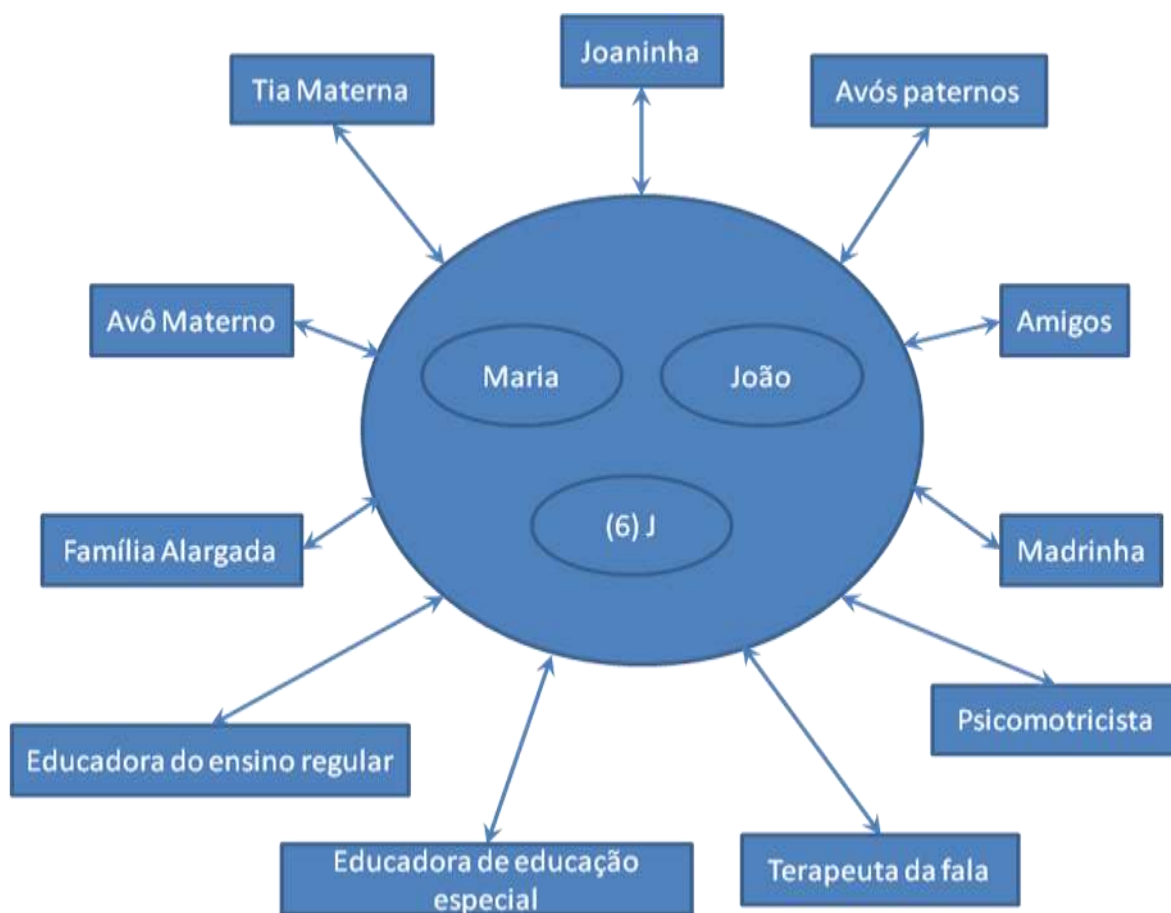 Joaninha
Tia Materna
Avós paternos
Avô Materno
Amigos
Maria
João
(6) J
Família Alargada
Madrinha
Psicomotricista
Educadora do ensino regular
Educadora de educação
especial
Terapeuta da fala